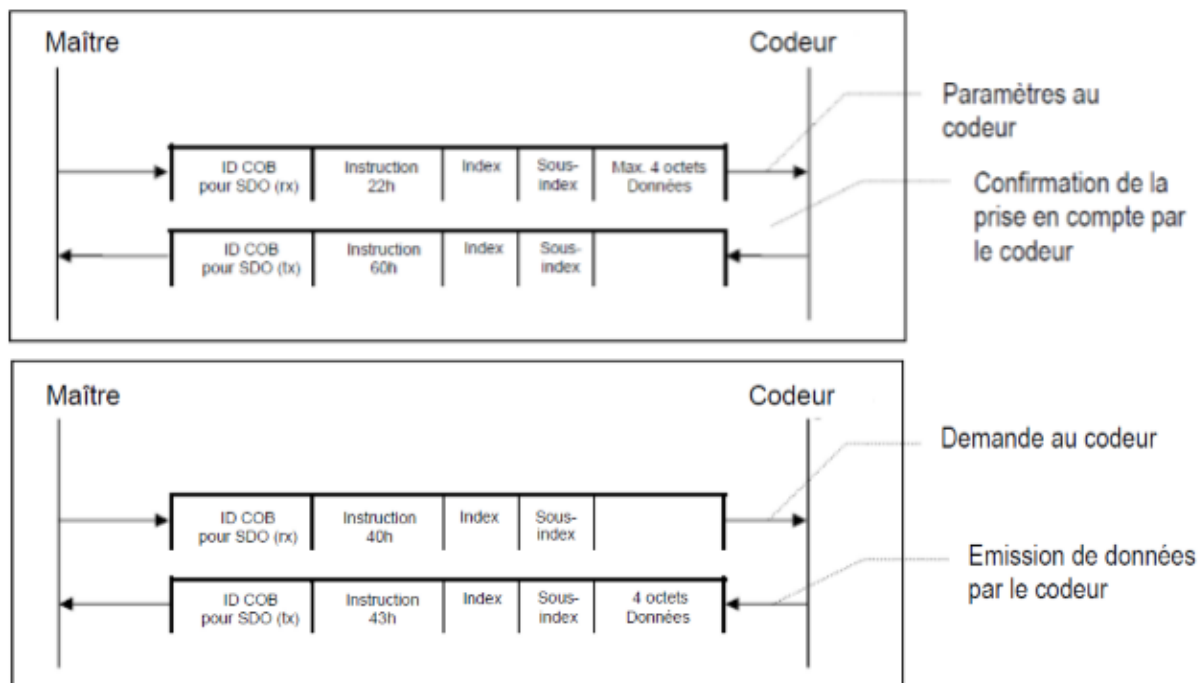 Maître
Codeur
ID COB
pour SDO (rx)
Instruction
22h
Index
Sous-
index
Max. 4 octets
Données
ID COB
pour SDO (tx)
Instruction
60h
Index
Sous-
index
Paramètres au
codeur
Confirmation de la
prise en compte par
le codeur
Maître
Codeur
ID COB
pour SDO (rx)
Instruction
40h
Index
Sous-
index
ID COB
pour SDO (tx)
Instruction
43h
Index
Sous-
index
4 octets
Données
Demande au codeur
Emission de données
par le codeur